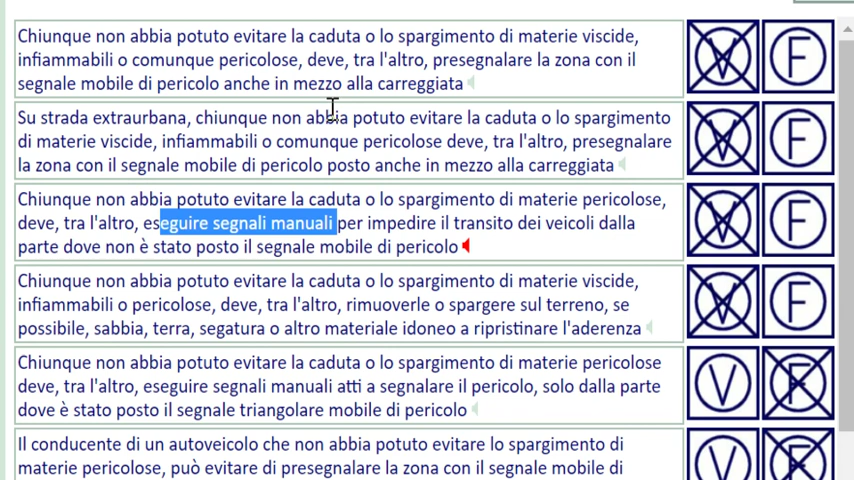 Chiunque non abbia potuto evitare la caduta o lo spargimento di materie viscide,
infiammabili o comunque pericolose, deve, tra l'altro, presegnalare la zona con il
segnale mobile di pericolo anche in mezzo alla carreggiata
V F
Su strada extraurbana, chiunque non abbia potuto evitare la caduta o lo spargimento
di materie viscide, infiammabili o comunque pericolose deve, tra l'altro, presegnalare
la zona con il segnale mobile di pericolo posto anche in mezzo alla carreggiata
V F
Chiunque non abbia potuto evitare la caduta o lo spargimento di materie pericolose,
deve, tra l'altro, eseguire segnali manuali per impedire il transito dei veicoli dalla
parte dove non è stato posto il segnale mobile di pericolo
V F
Chiunque non abbia potuto evitare la caduta o lo spargimento di materie viscide,
infiammabili o pericolose, deve, tra l'altro, rimuoverle o spargere sul terreno, se
possibile, sabbia, terra, segatura o altro materiale idoneo a ripristinare l'aderenza
V F
Chiunque non abbia potuto evitare la caduta o lo spargimento di materie pericolose
deve, tra l'altro, eseguire segnali manuali atti a segnalare il pericolo, solo dalla parte
dove è stato posto il segnale triangolare mobile di pericolo
V F
Il conducente di un autoveicolo che non abbia potuto evitare lo spargimento di
materie pericolose, può evitare di presegnalare la zona con il segnale mobile di
V F